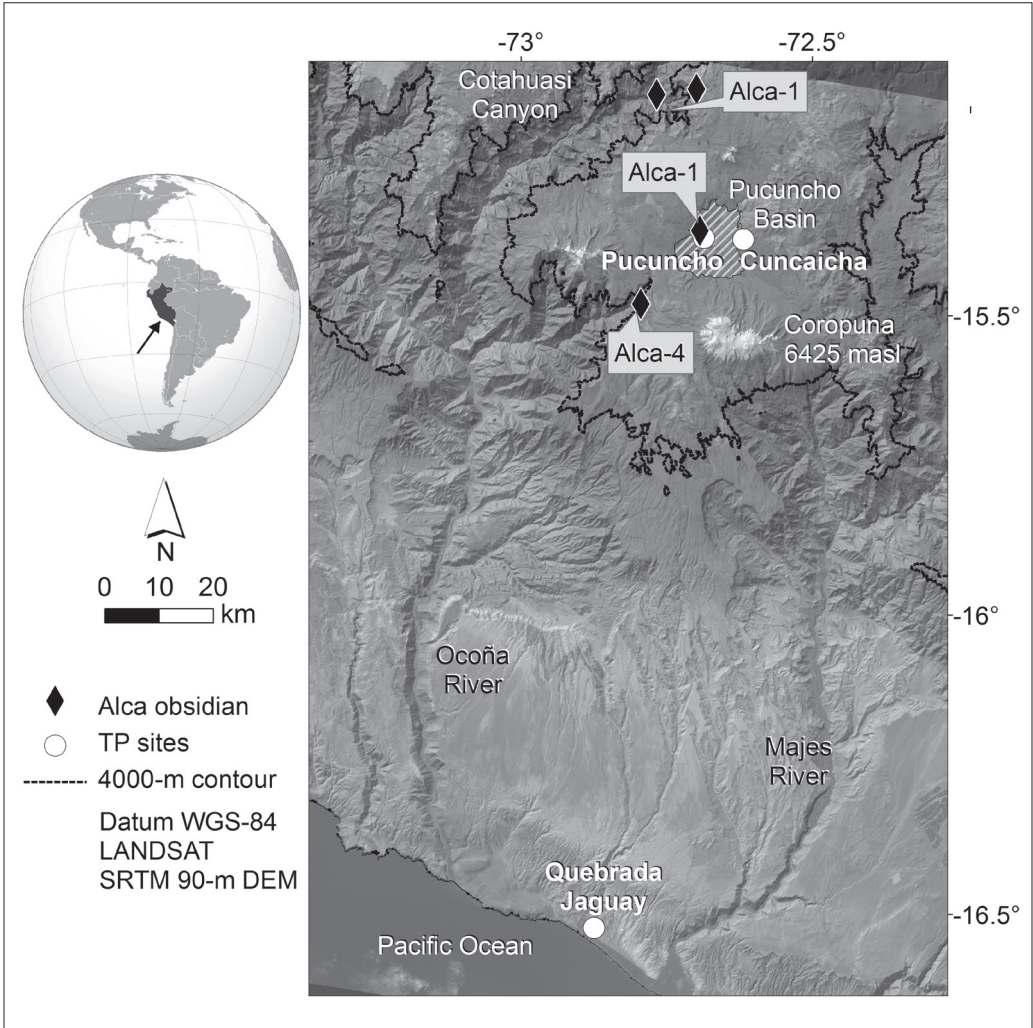 -73°
-72.5°
Cotahuasi
Canyon
Alca-1
Alca-1
Pucuncho
Basin
Pucuncho
Cuncaicha
-15.5°
Coropuna
6425 masl
Alca-4
N
0 10 20
km
-16°
Ocoña
River
Alca obsidian
TP sites
4000-m contour
Datum WGS-84
LANDSAT
SRTM 90-m DEM
Majes
River
Quebrada
Jaguay
-16.5°
Pacific Ocean